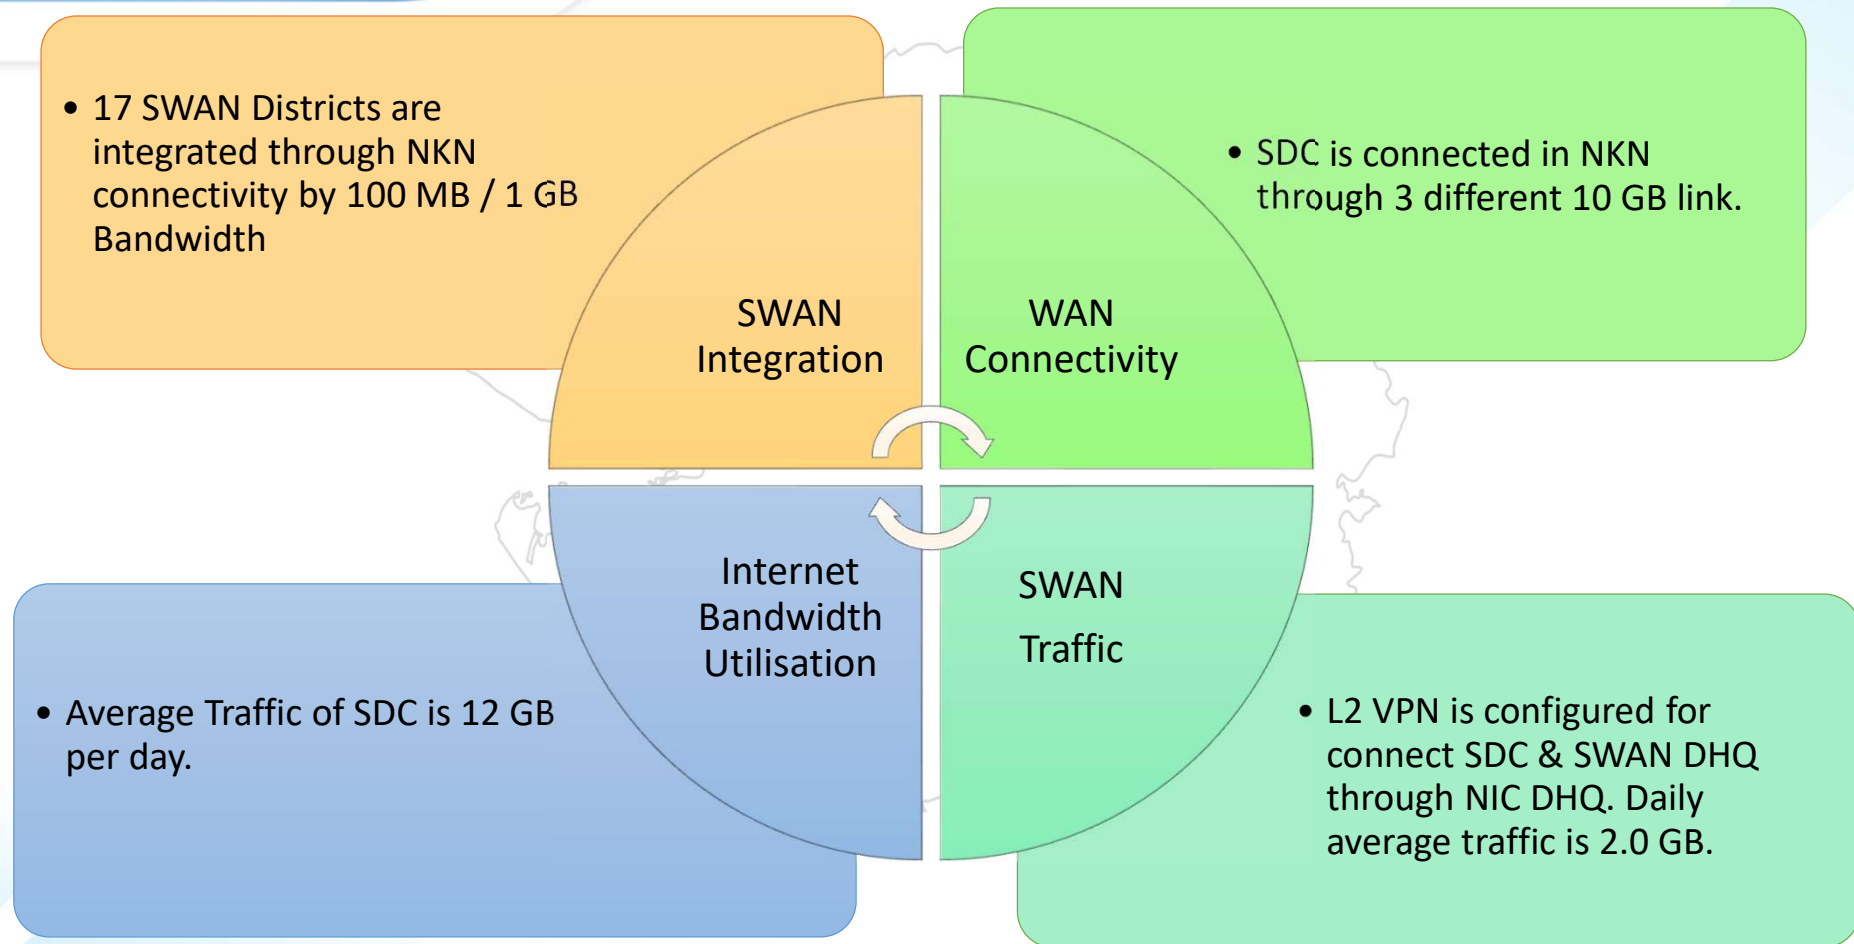 • 17 SWAN Districts are
integrated through NKN
connectivity by 100 MB / 1 GB
Bandwidth
• SDC is connected in NKN
through 3 different 10 GB link.
SWAN
Integration
WAN
Connectivity
Internet
Bandwidth
Utilisation
SWAN
Traffic
• Average Traffic of SDC is 12 GB
per day.
• L2 VPN is configured for
connect SDC & SWAN DHQ
through NIC DHQ. Daily
average traffic is 2.0 GB.